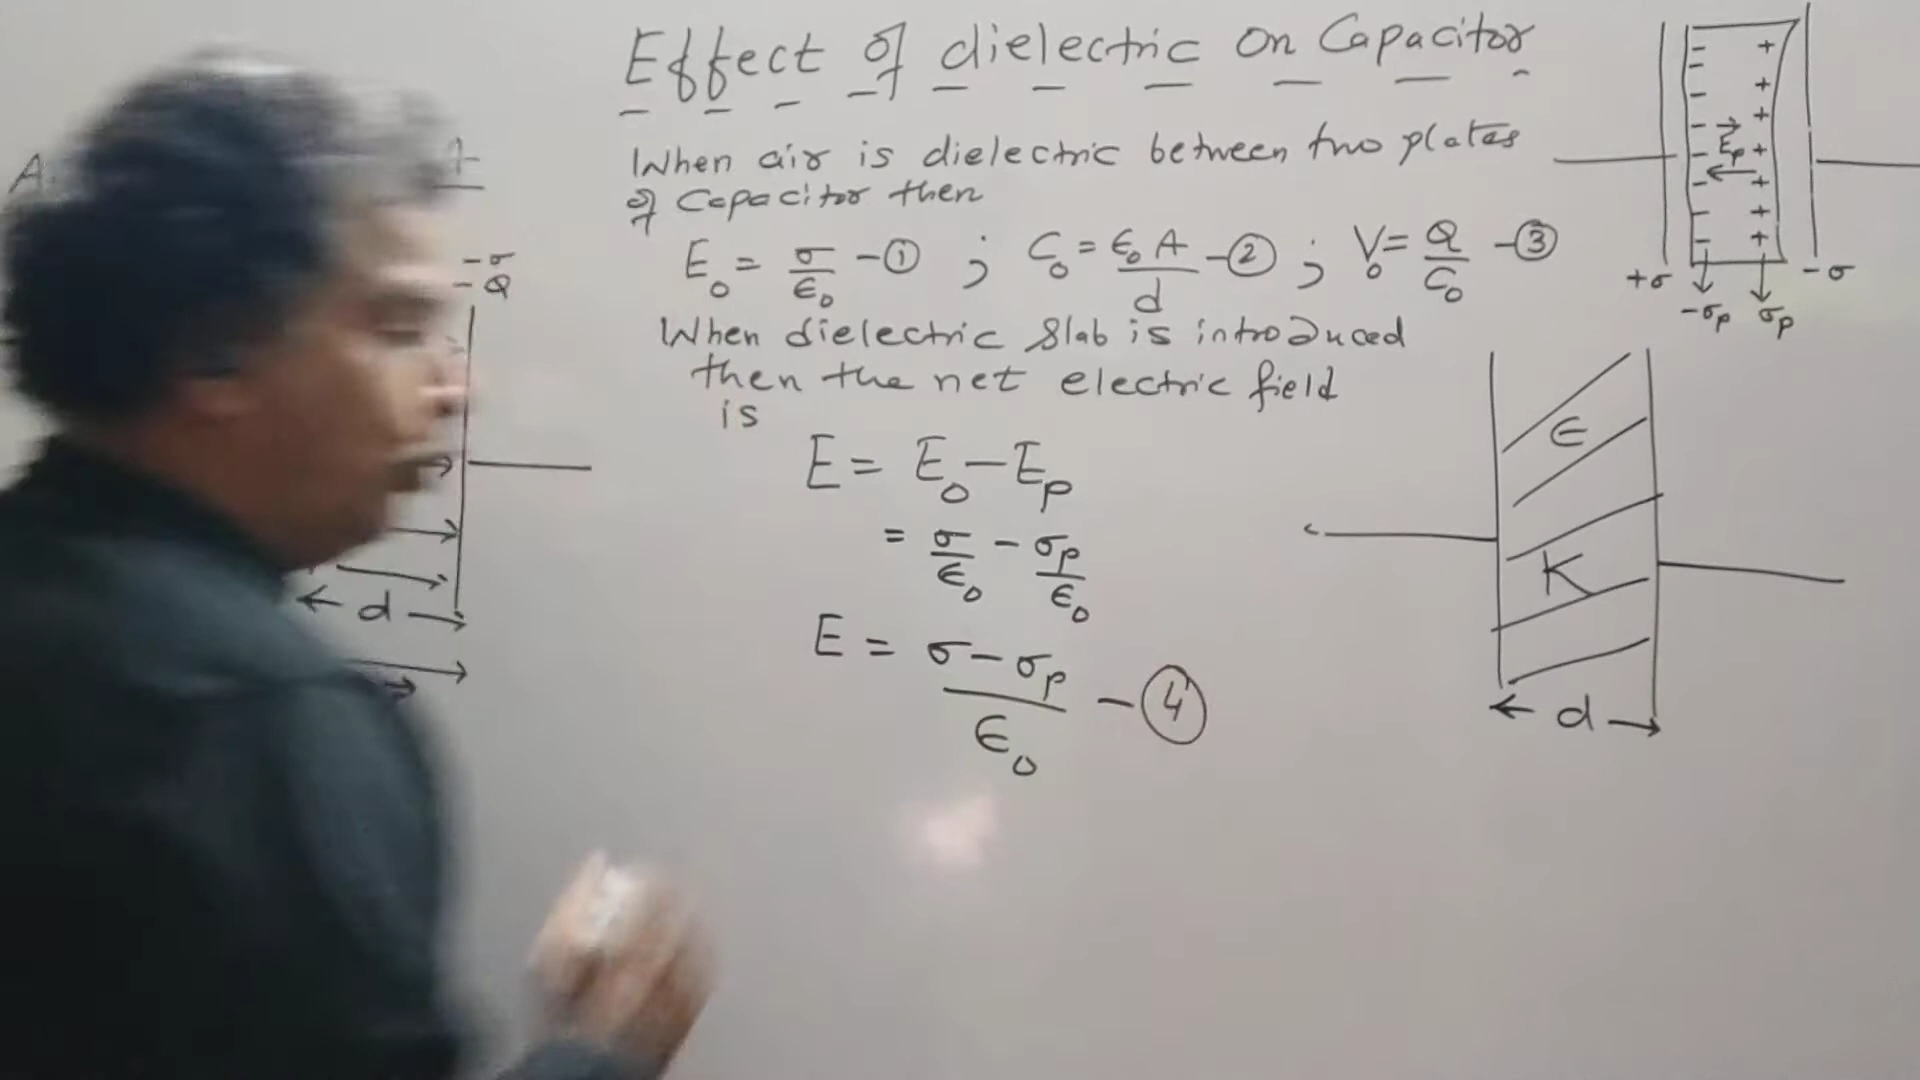 Effect of dielectric on Capacitor
When air is dielectric between two plates
of Capacitor then
E₀ = σ/ϵ₀ - ① ; C₀ = ϵ₀ A/d - ② ; V₀ = Q/C₀ - ③
When dielectric Slab is introduced
then the net electric field
is
E = E₀ - Eₚ
= σ/ϵ₀ - σₚ/ϵ₀
E = σ - σₚ/ϵ₀ - ④
A
-σ
-Q
← d →
- + 
Eₚ
+σ
-σ
-σₚ σₚ
ϵ
K
← d →